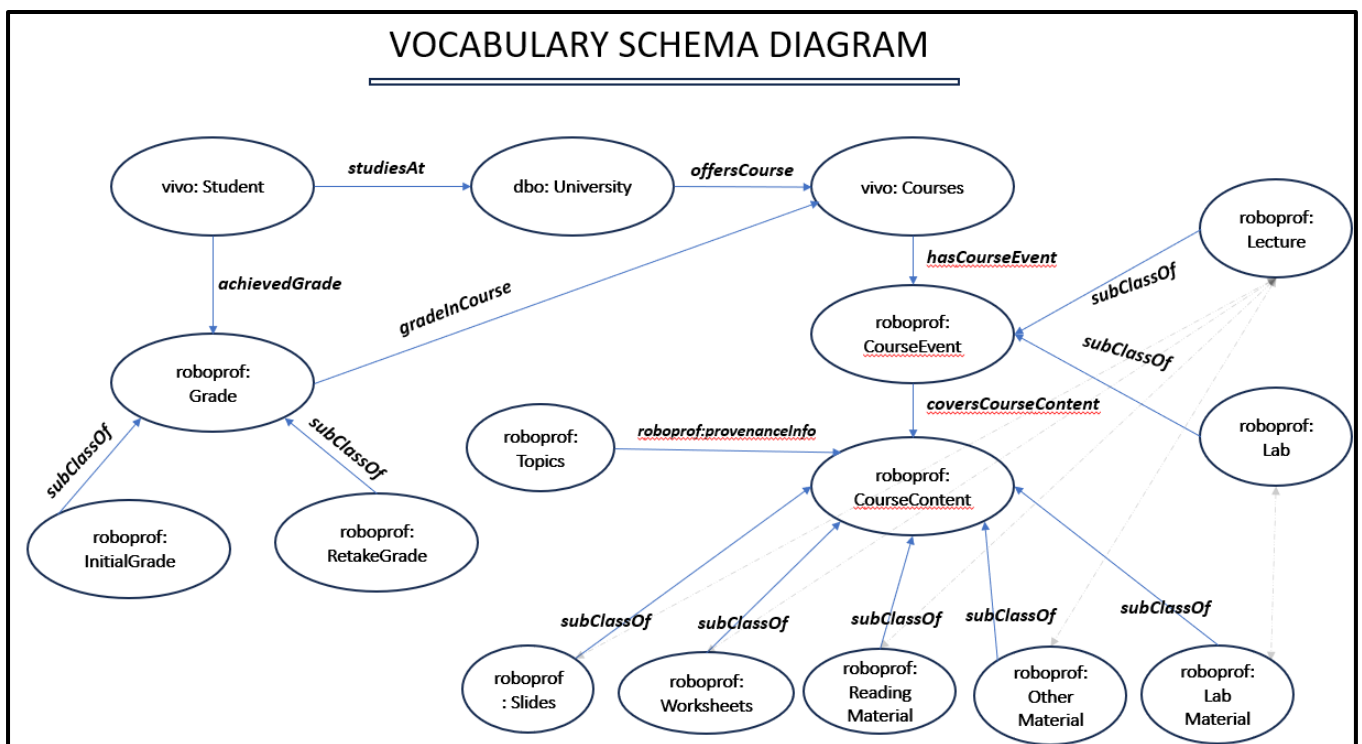 VOCABULARY SCHEMA DIAGRAM
vivo: Student
studiesAt
dbo: University
offersCourse
vivo: Courses
roboprof:
Lecture
achievedGrade
gradeInCourse
hasCourseEvent
subClassOf
roboprof:
CourseEvent
subClassOf
roboprof:
Grade
coversCourseContent
roboprof:
Lab
subClassOf
subClassOf
roboprof:
Topics
roboprof:provenanceInfo
roboprof:
CourseContent
roboprof:
InitialGrade
roboprof:
RetakeGrade
subClassOf
subClassOf
subClassOf
subClassOf
subClassOf
roboprof
: Slides
roboprof:
Worksheets
roboprof:
Reading
Material
roboprof:
Other
Material
roboprof:
Lab
Material